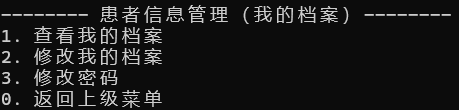 -------- 患者信息管理 (我的档案) --------
1. 查看我的档案
2. 修改我的档案
3. 修改密码
0. 返回上级菜单